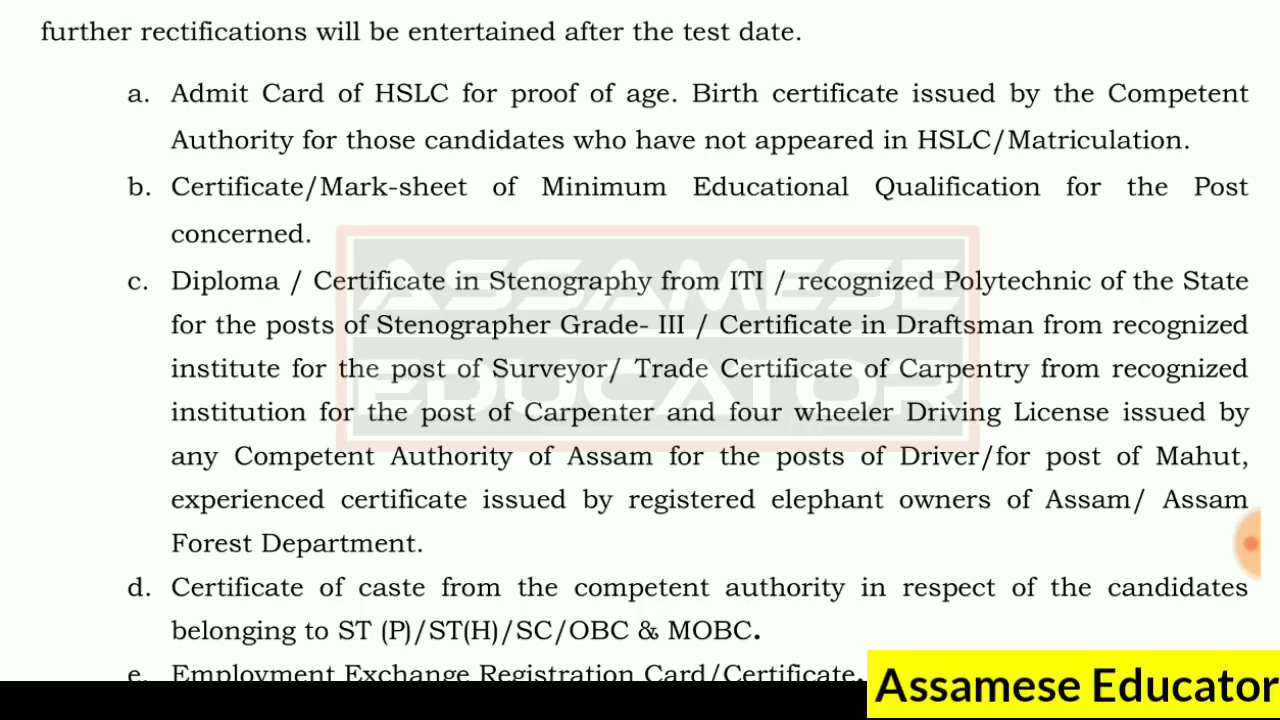 further rectifications will be entertained after the test date.
a. Admit Card of HSLC for proof of age. Birth certificate issued by the Competent
Authority for those candidates who have not appeared in HSLC/Matriculation.
b. Certificate/Mark-sheet of Minimum Educational Qualification for the Post
concerned.
c. Diploma / Certificate in Stenography from ITI / recognized Polytechnic of the State
for the posts of Stenographer Grade- III / Certificate in Draftsman from recognized
institute for the post of Surveyor/ Trade Certificate of Carpentry from recognized
institution for the post of Carpenter and four wheeler Driving License issued by
any Competent Authority of Assam for the posts of Driver/for post of Mahut,
experienced certificate issued by registered elephant owners of Assam/ Assam
Forest Department.
d. Certificate of caste from the competent authority in respect of the candidates
belonging to ST (P)/ST(H)/SC/OBC & MOBC.
e. Employment Exchange Registration Card/Certificate.
ASSAMESE
EDUCATOR
Assamese Educator